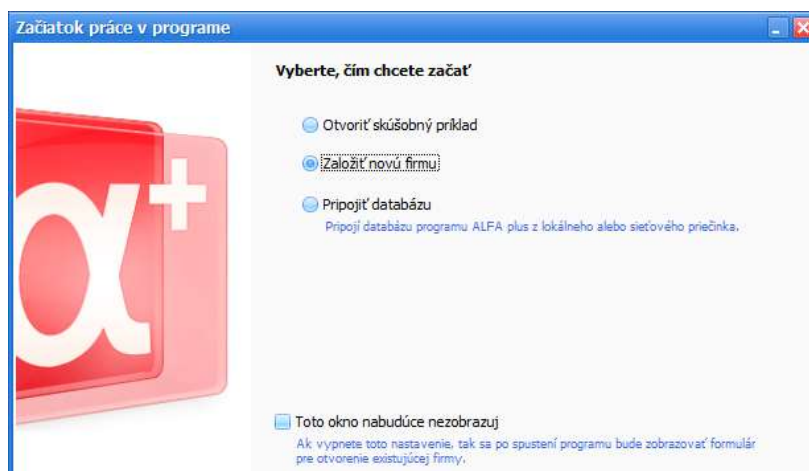 Začiatok práce v programe
Vyberte, čím chcete začať
Otvoriť skúšobný príklad
Založiť novú firmu
Pripojiť databázu
Pripojí databázu programu ALFA plus z lokálneho alebo sieťového priečinka.
α+
Toto okno nabudúce nezobrazuj
Ak vypnete toto nastavenie, tak sa po spustení programu bude zobrazovať formulár
pre otvorenie existujúcej firmy.